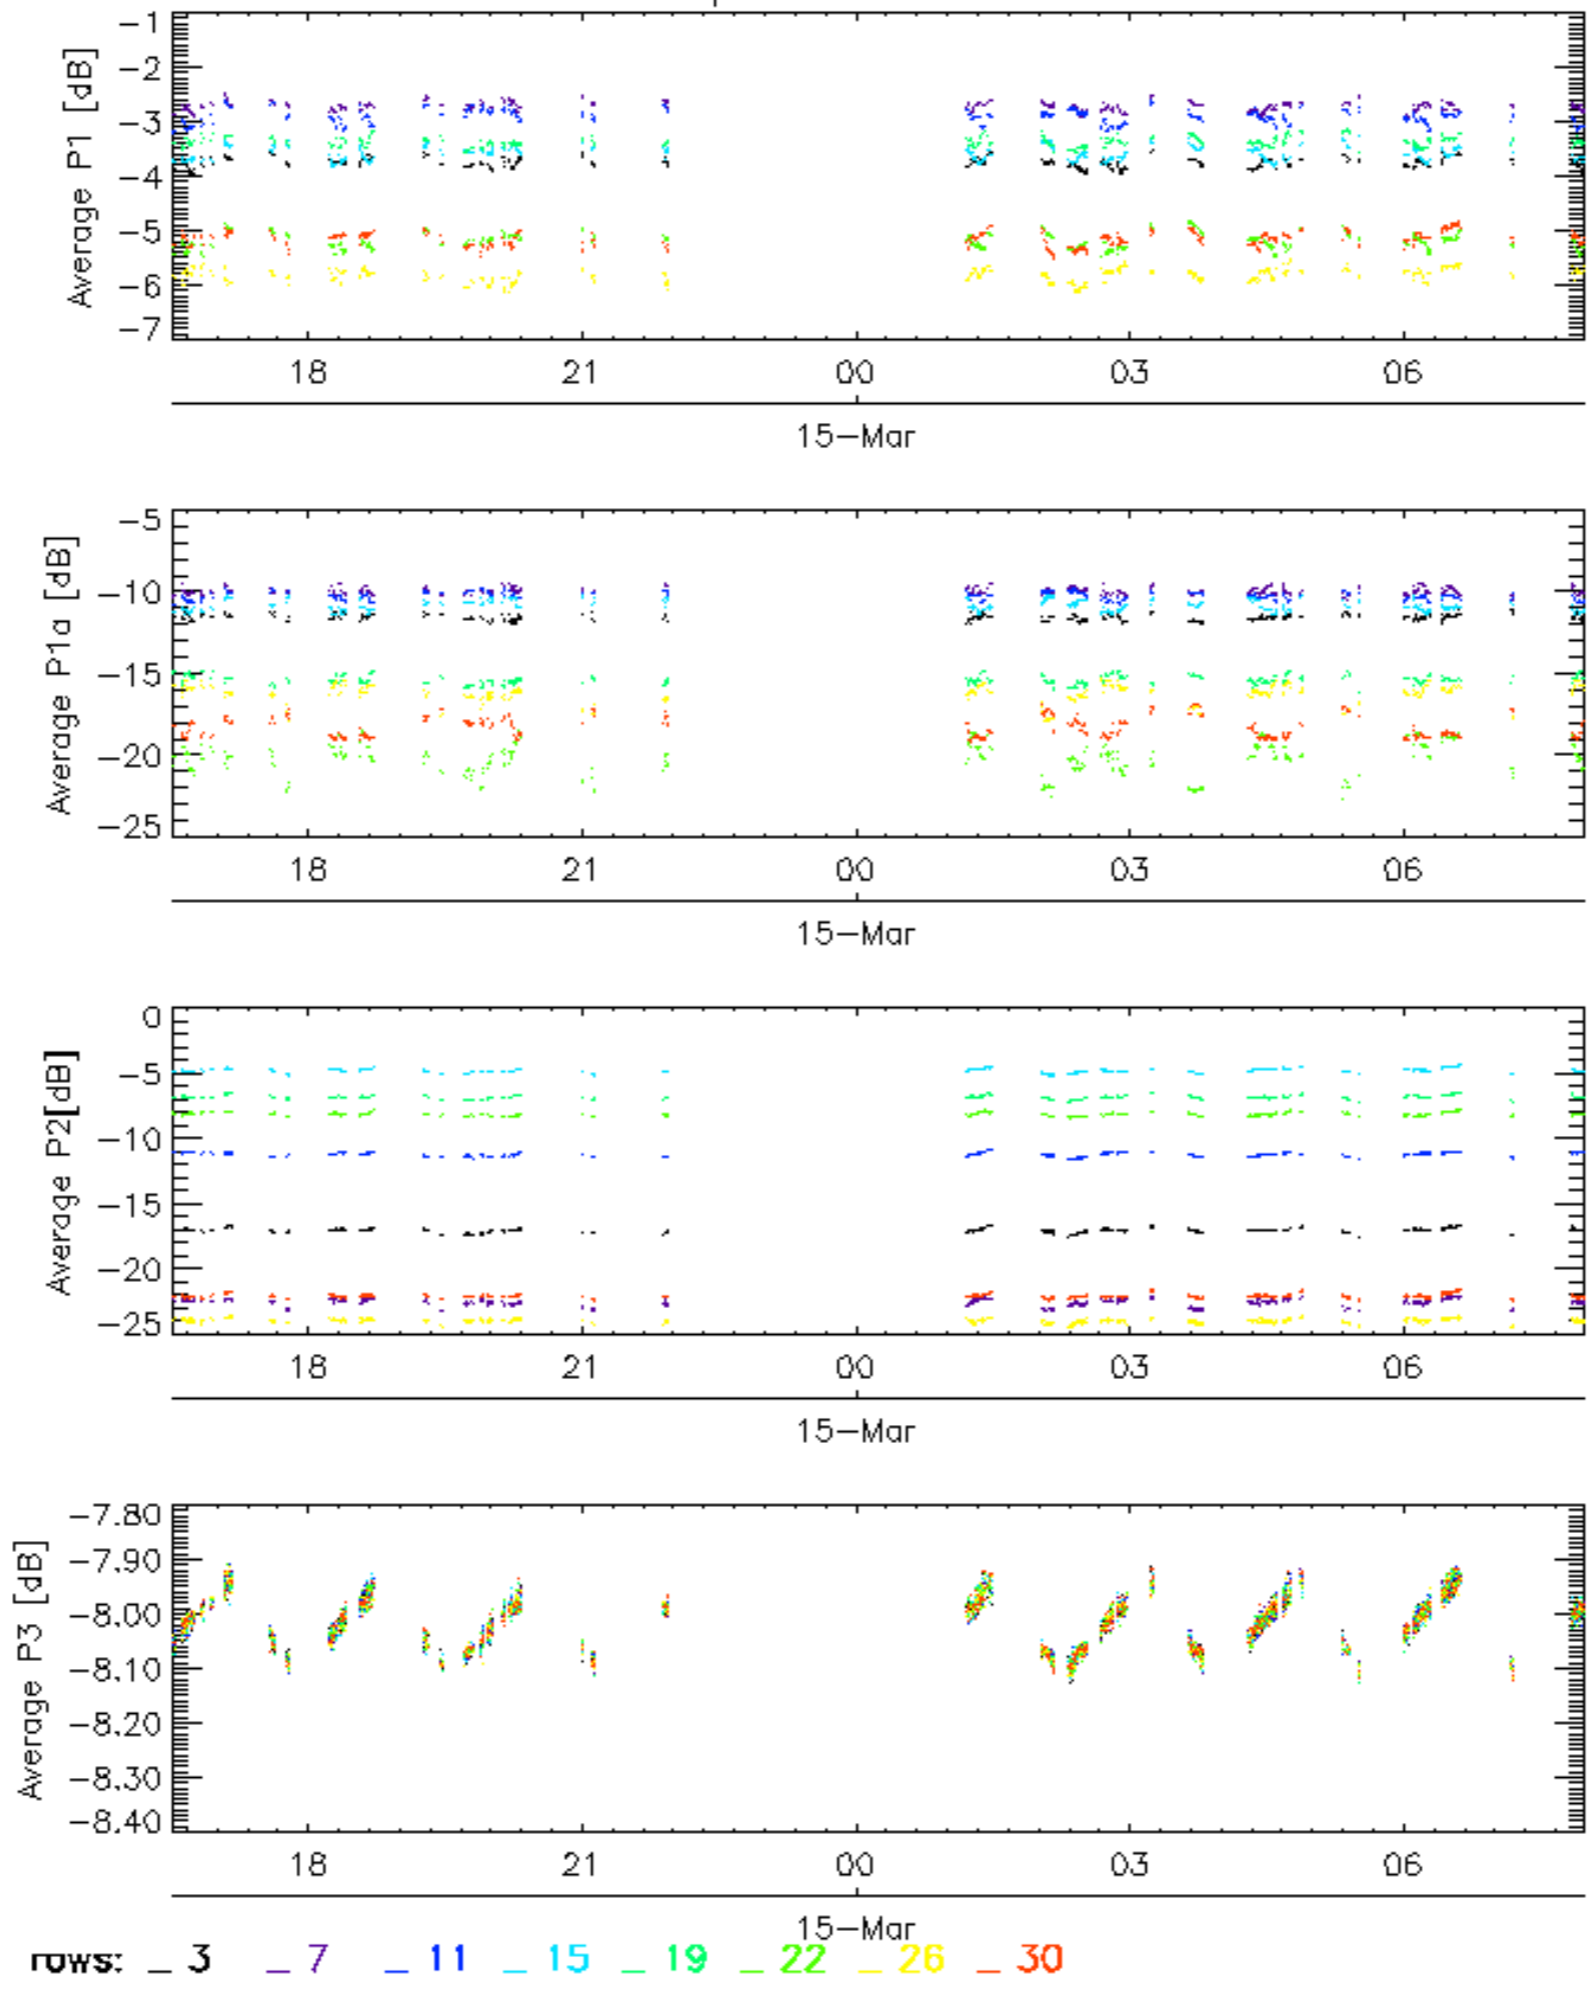 Average P1 [dB]
-1
-2
-3
-4
-5
-6
-7
18 21 00 03 06
15-Mar
Average P1a [dB]
-5
-10
-15
-20
-25
18 21 00 03 06
15-Mar
Average P2[dB]
0
-5
-10
-15
-20
-25
18 21 00 03 06
15-Mar
Average P3 [dB]
-7.80
-7.90
-8.00
-8.10
-8.20
-8.30
-8.40
18 21 00 03 06
15-Mar
rows: _ 3 _ 7 _ 11 _ 15 _ 19 _ 22 _ 26 _ 30